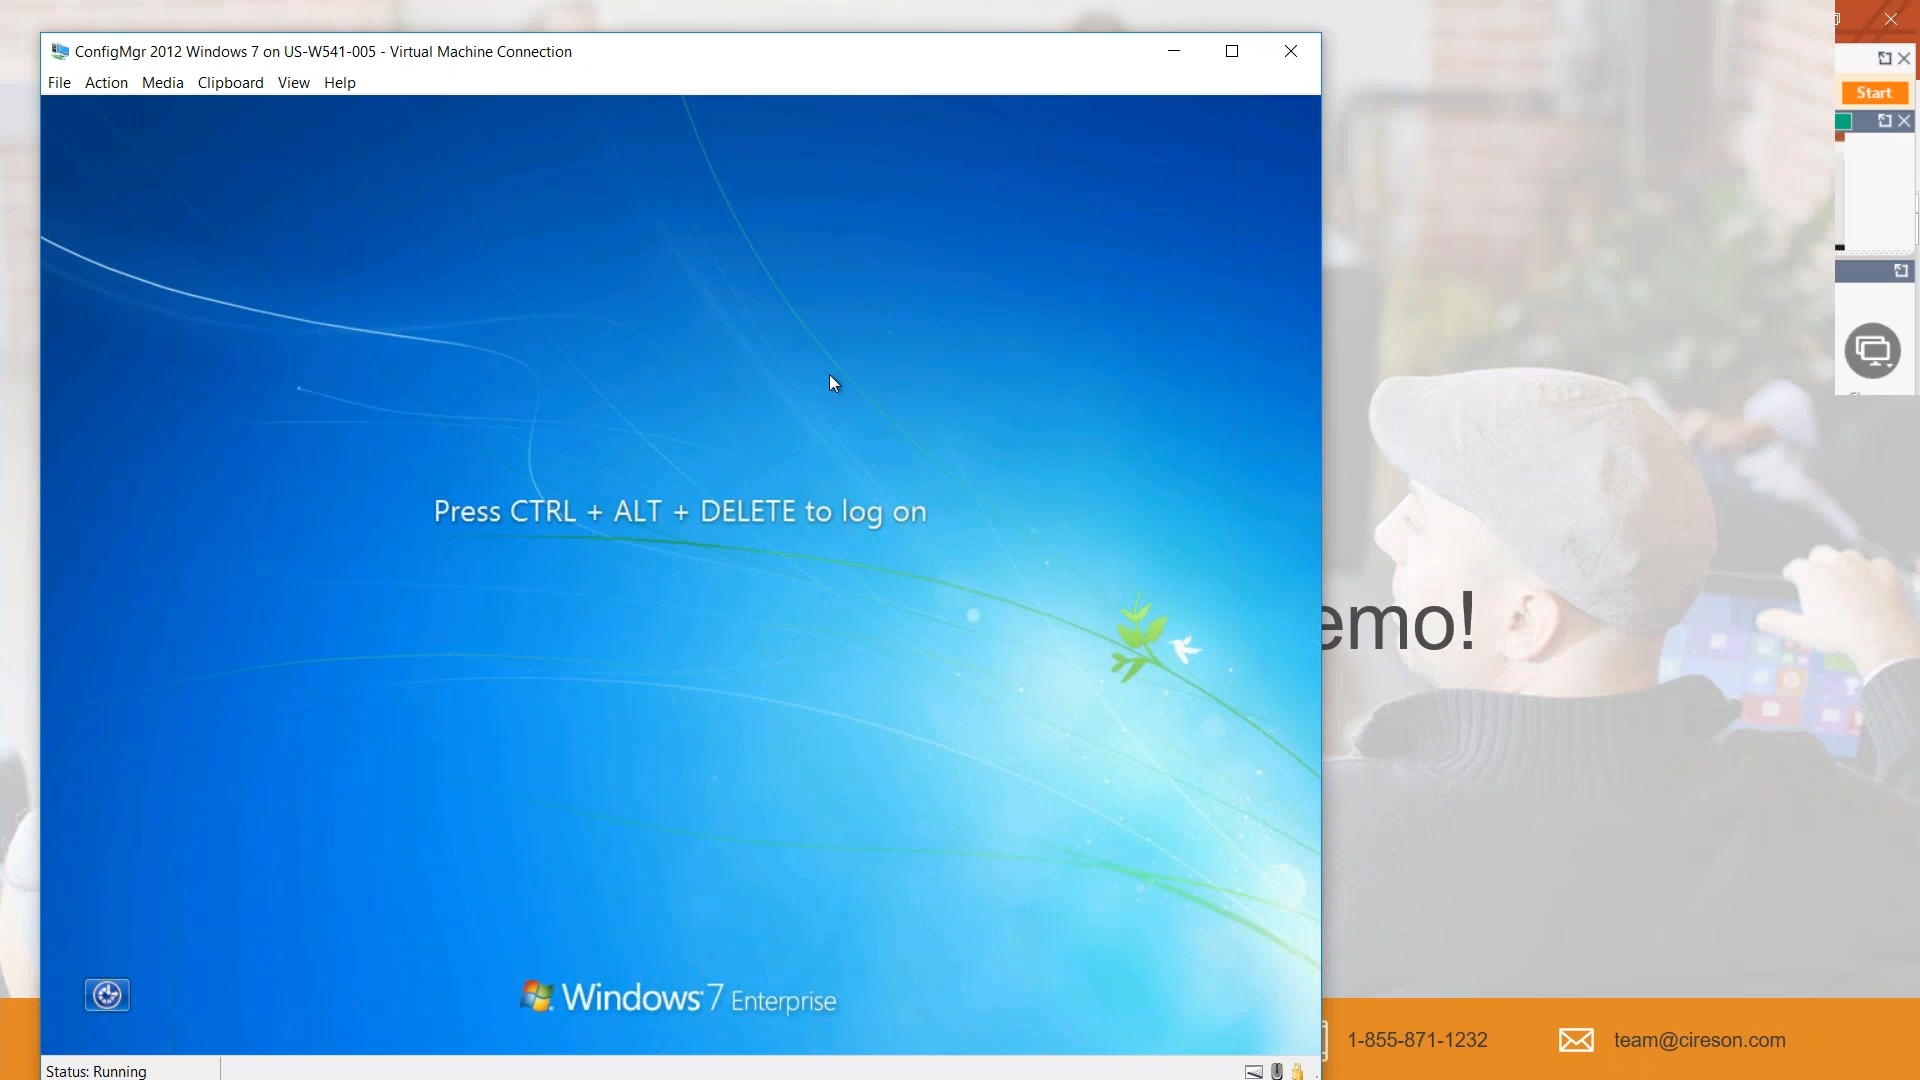 ConfigMgr 2012 Windows 7 on US-W541-005 - Virtual Machine Connection
File Action Media Clipboard View Help
Start
Press CTRL + ALT + DELETE to log on
emo!
Windows 7 Enterprise
1-855-871-1232 team@cireson.com
Status: Running